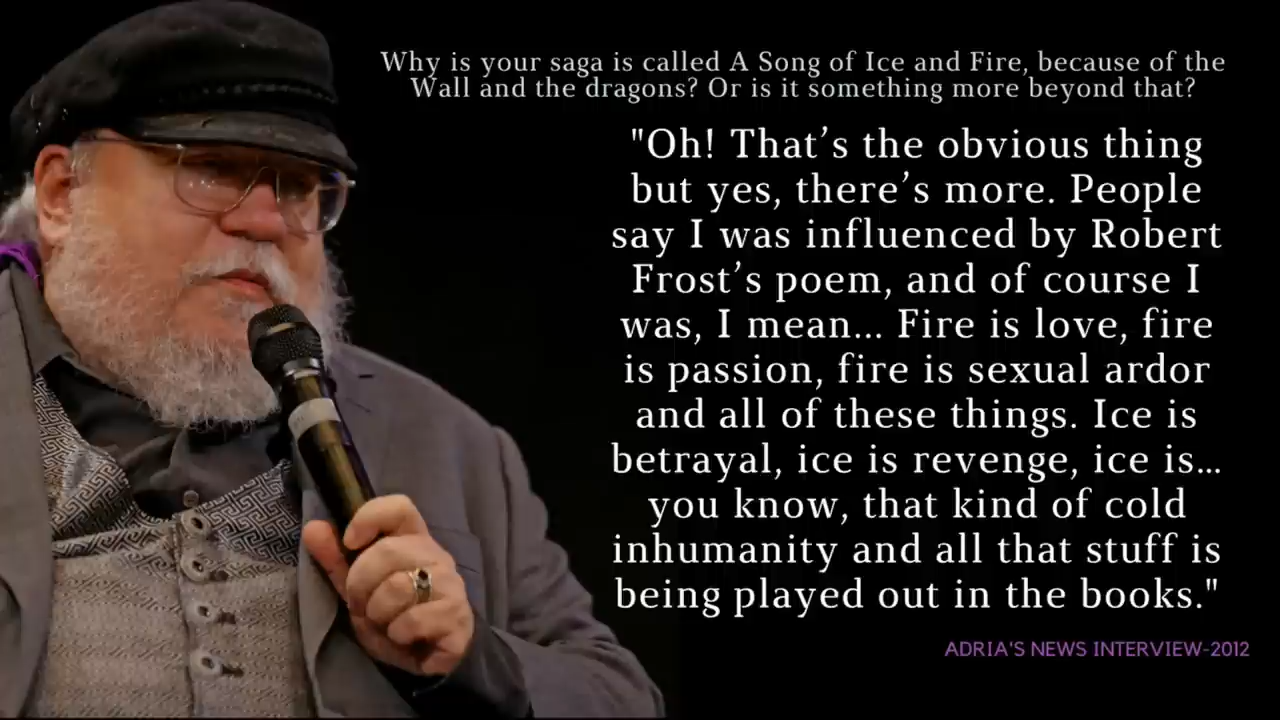 Why is your saga is called A Song of Ice and Fire, because of the
Wall and the dragons? Or is it something more beyond that?
"Oh! That’s the obvious thing
but yes, there’s more. People
say I was influenced by Robert
Frost’s poem, and of course I
was, I mean... Fire is love, fire
is passion, fire is sexual ardor
and all of these things. Ice is
betrayal, ice is revenge, ice is...
you know, that kind of cold
inhumanity and all that stuff is
being played out in the books."
ADRIA'S NEWS INTERVIEW-2012